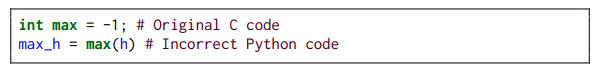 int max = -1; # Original C code
max_h = max(h) # Incorrect Python code